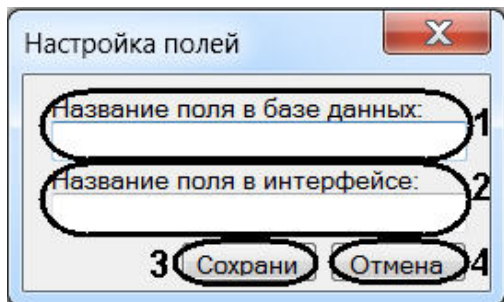 Настройка полей
Название поля в базе данных:
1
Название поля в интерфейсе:
2
3 Сохрани Отмена 4